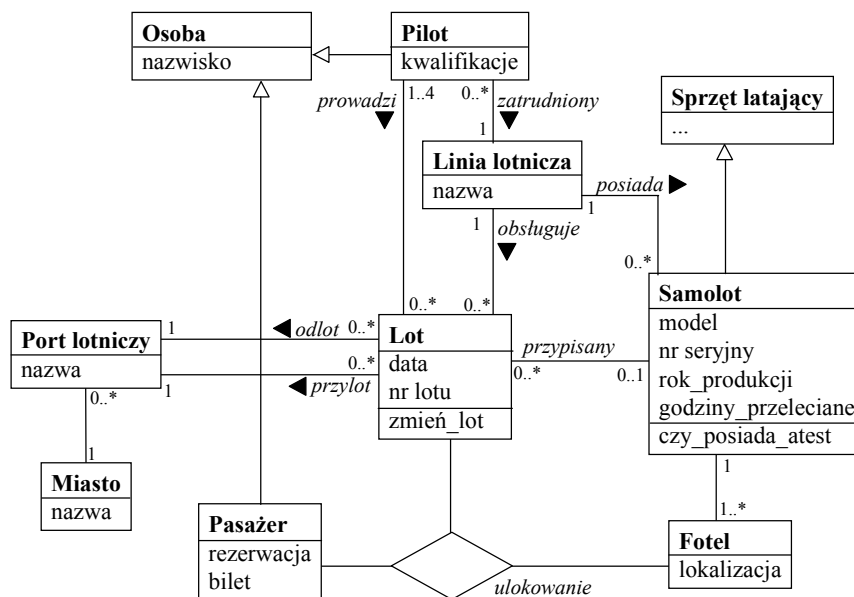 Osoba
nazwisko
Pilot
kwalifikacje
prowadzi
1..4
0..*
zatrudniony
1
Sprzęt latający
...
Linia lotnicza
nazwa
posiada
1
1
obsługuje
0..*
0..*
0..*
Samolot
model
nr seryjny
rok_produkcji
godziny_przeleciane
czy_posiada_atest
Port lotniczy
nazwa
1
odlot
0..*
0..*
1
przylot
Lot
data
nr lotu
zmień_lot
przypisany
0..*
0..1
0..*
1
Miasto
nazwa
1
1..*
Pasażer
rezerwacja
bilet
ulokowanie
Fotel
lokalizacja